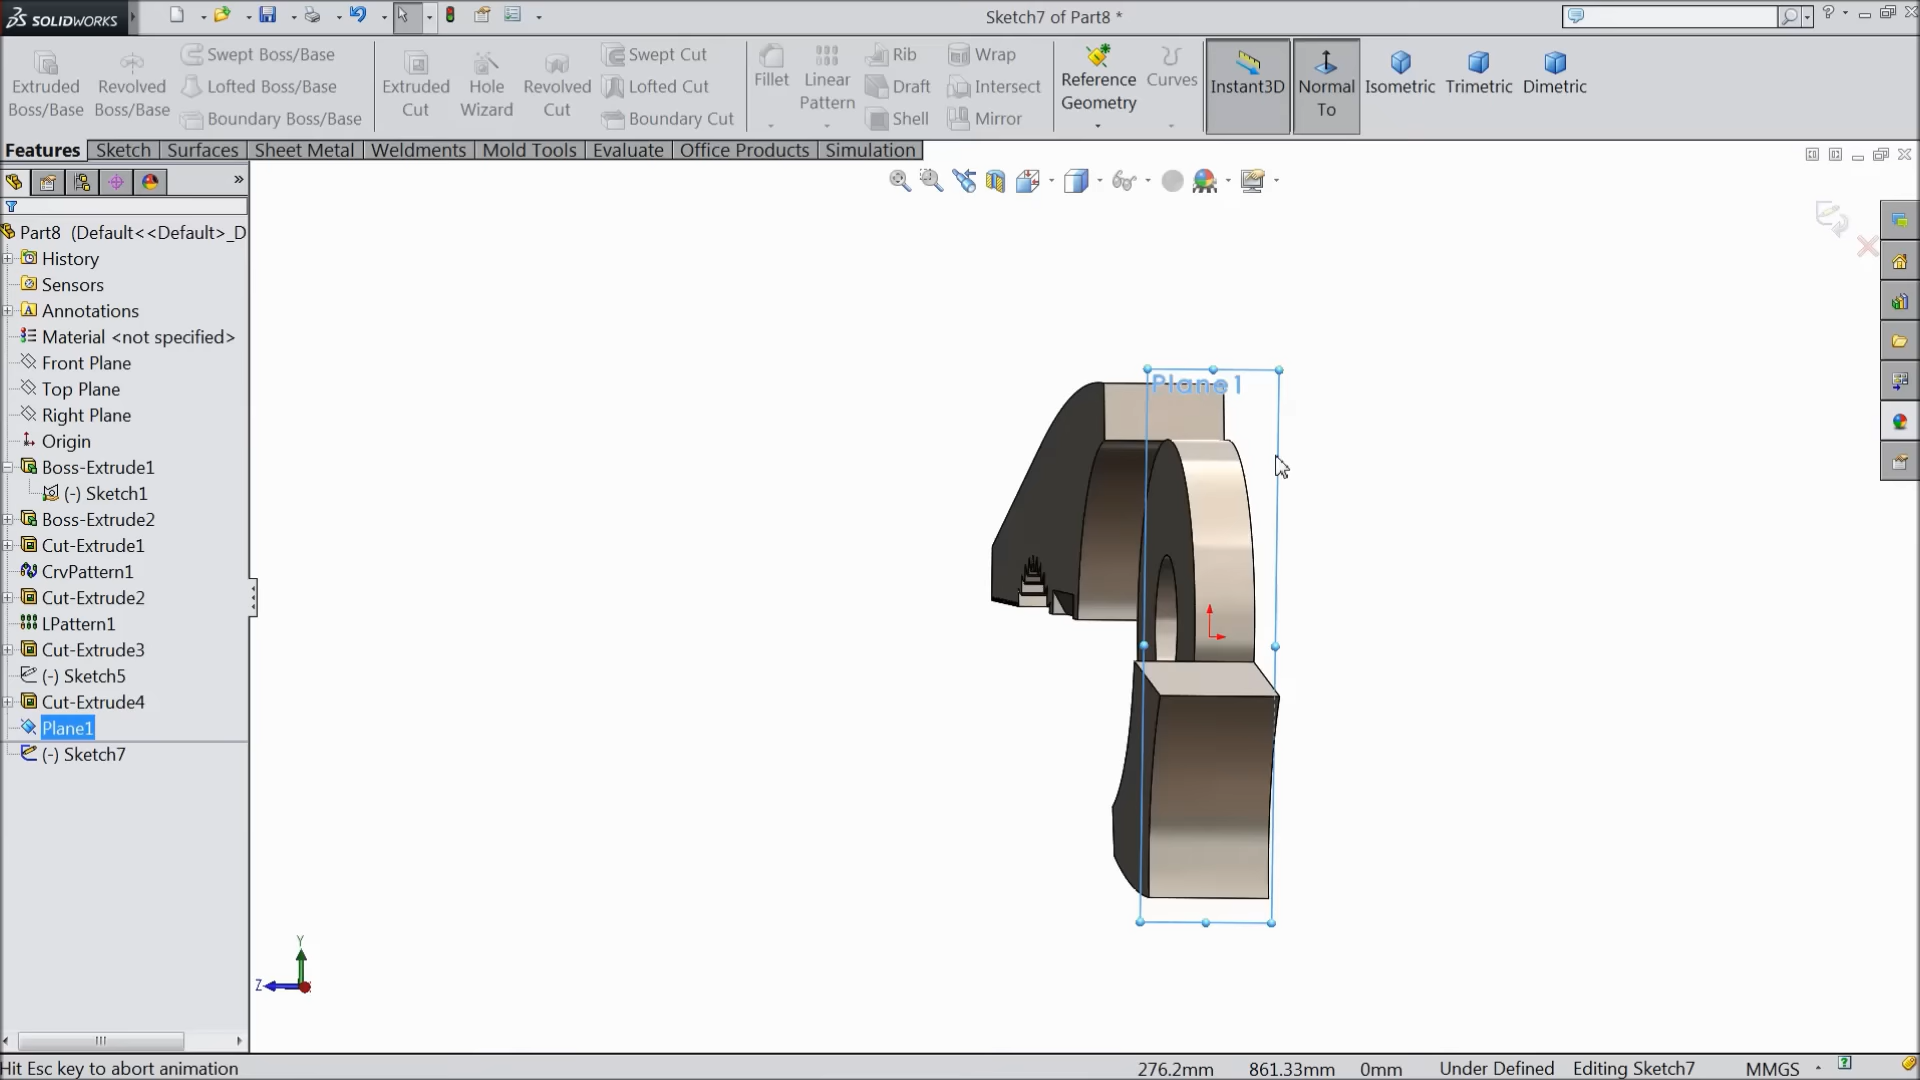 SOLIDWORKS
Sketch7 of Part8 *
Extruded Boss/Base
Revolved Boss/Base
Swept Boss/Base
Lofted Boss/Base
Boundary Boss/Base
Extruded Cut
Hole Wizard
Revolved Cut
Swept Cut
Lofted Cut
Boundary Cut
Fillet
Linear Pattern
Rib
Draft
Shell
Wrap
Intersect
Mirror
Reference Geometry
Curves
Instant3D
Normal To
Isometric
Trimetric
Dimetric
Features
Sketch
Surfaces
Sheet Metal
Weldments
Mold Tools
Evaluate
Office Products
Simulation
Part8 (Default<<Default>_D
History
Sensors
Annotations
Material <not specified>
Front Plane
Top Plane
Right Plane
Origin
Boss-Extrude1
(-) Sketch1
Boss-Extrude2
Cut-Extrude1
CrvPattern1
Cut-Extrude2
LPattern1
Cut-Extrude3
(-) Sketch5
Cut-Extrude4
Plane1
(-) Sketch7
Plane1
Y
Z
Hit Esc key to abort animation
276.2mm
861.33mm
0mm
Under Defined
Editing Sketch7
MMGS